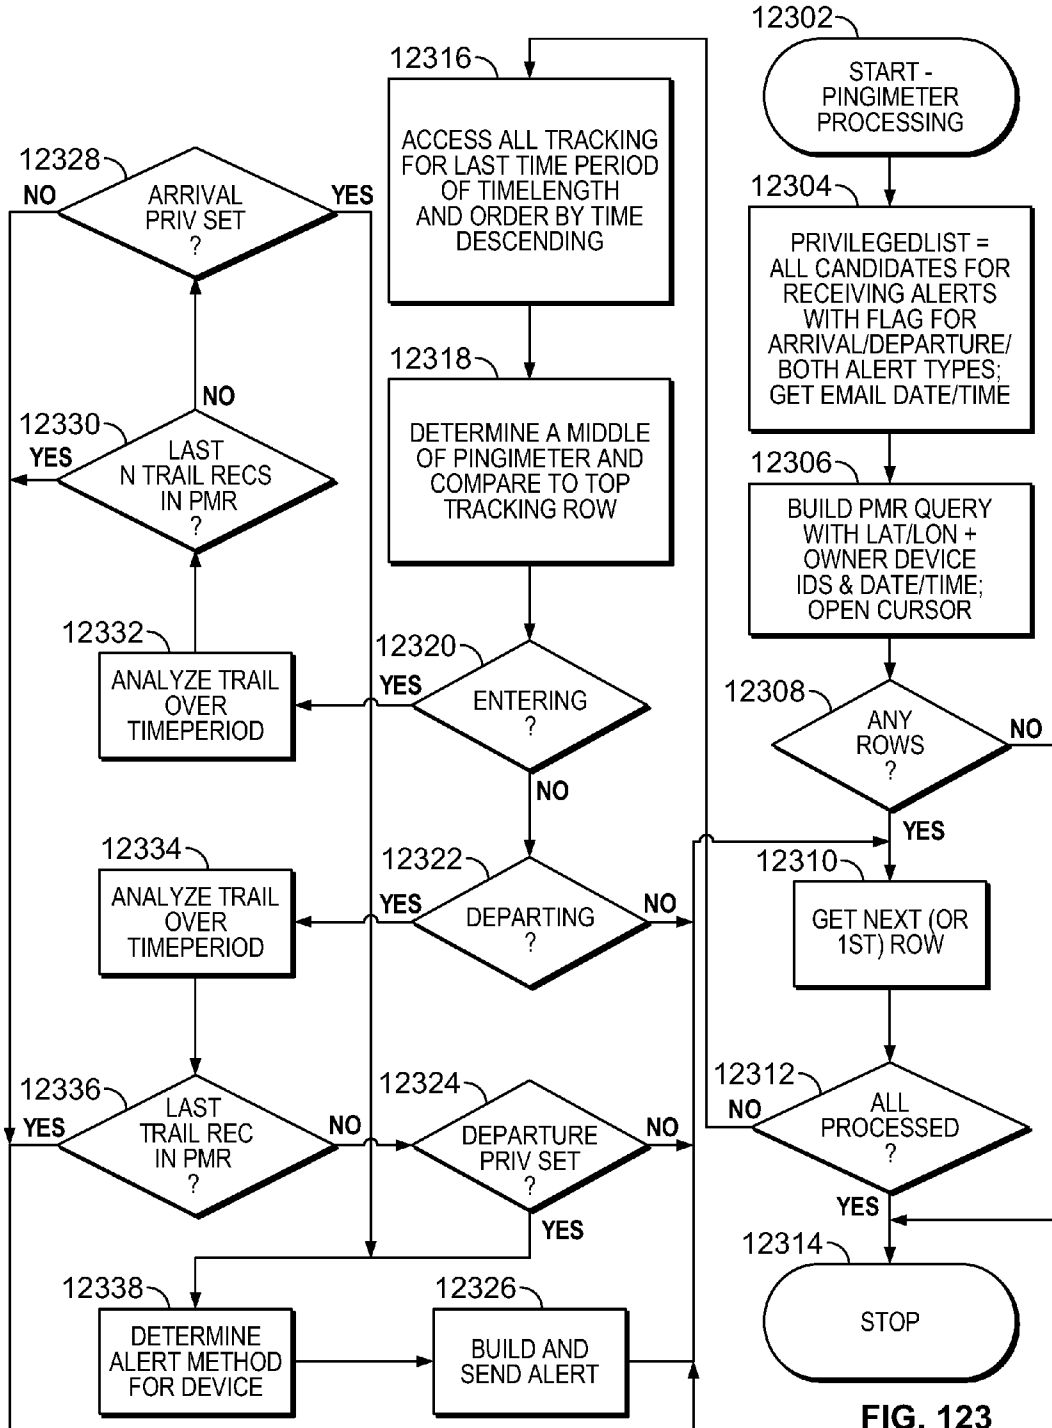 12302
START -
PINGIMETER
PROCESSING
12304
PRIVILEGEDLIST =
ALL CANDIDATES FOR
RECEIVING ALERTS
WITH FLAG FOR
ARRIVAL/DEPARTURE/
BOTH ALERT TYPES;
GET EMAIL DATE/TIME
12306
BUILD PMR QUERY
WITH LAT/LON +
OWNER DEVICE
IDS & DATE/TIME;
OPEN CURSOR
12308
ANY
ROWS
?
NO
YES
12310
GET NEXT (OR
1ST) ROW
12312
NO
ALL
PROCESSED
?
YES
12314
STOP
12316
ACCESS ALL TRACKING
FOR LAST TIME PERIOD
OF TIMELENGTH
AND ORDER BY TIME
DESCENDING
12318
DETERMINE A MIDDLE
OF PINGIMETER AND
COMPARE TO TOP
TRACKING ROW
12320
YES
ENTERING
?
NO
12322
YES
DEPARTING
?
NO
12328
NO
ARRIVAL
PRIV SET
?
YES
NO
12330
YES
LAST
N TRAIL RECS
IN PMR
?
12332
ANALYZE TRAIL
OVER
TIMEPERIOD
12334
ANALYZE TRAIL
OVER
TIMEPERIOD
12336
YES
LAST
TRAIL REC
IN PMR
?
NO
12324
DEPARTURE
PRIV SET
?
NO
YES
12338
DETERMINE
ALERT METHOD
FOR DEVICE
12326
BUILD AND
SEND ALERT
FIG. 123